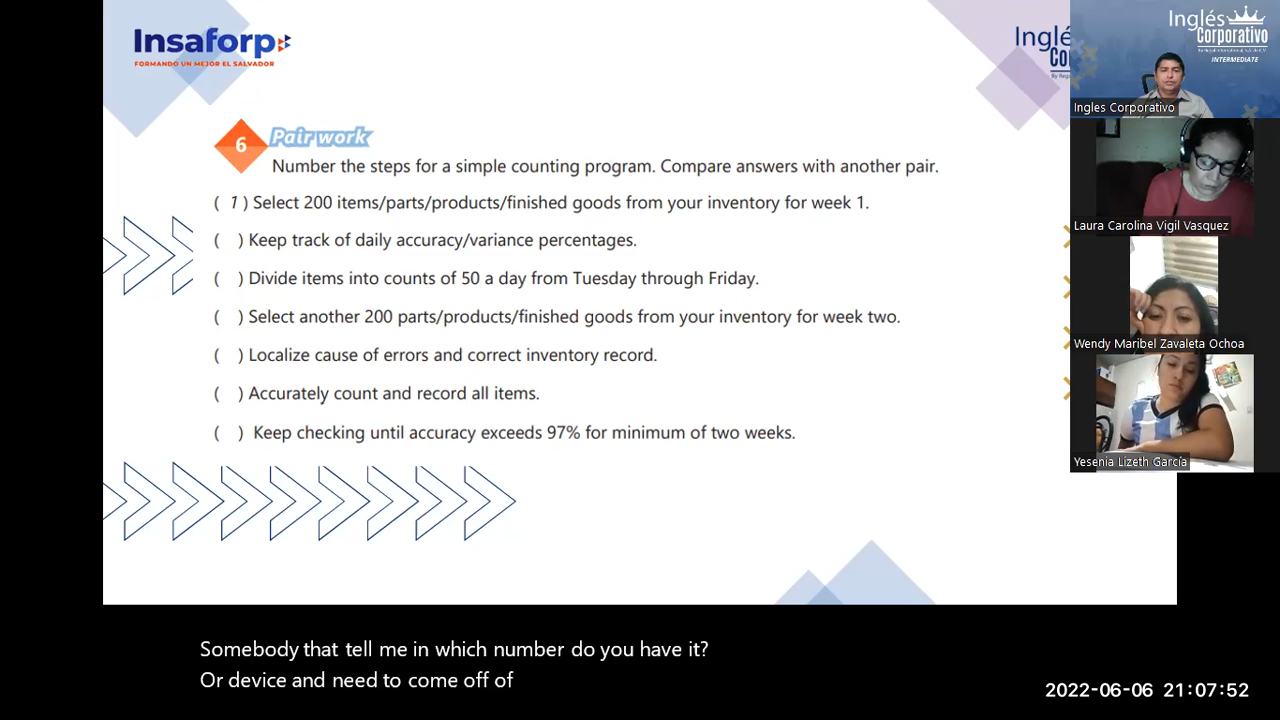 Insaforp
FORMANDO UN MEJOR EL SALVADOR
Inglés
Corporativo
INTERMEDIATE
Ingles Corporativo
6
Pair work
Number the steps for a simple counting program. Compare answers with another pair.
( 1 ) Select 200 items/parts/products/finished goods from your inventory for week 1.
( ) Keep track of daily accuracy/variance percentages.
( ) Divide items into counts of 50 a day from Tuesday through Friday.
( ) Select another 200 parts/products/finished goods from your inventory for week two.
( ) Localize cause of errors and correct inventory record.
( ) Accurately count and record all items.
( ) Keep checking until accuracy exceeds 97% for minimum of two weeks.
Laura Carolina Vigil Vasquez
Wendy Maribel Zavaleta Ochoa
Yesenia Lizeth García
Somebody that tell me in which number do you have it?
Or device and need to come off of
2022-06-06 21:07:52